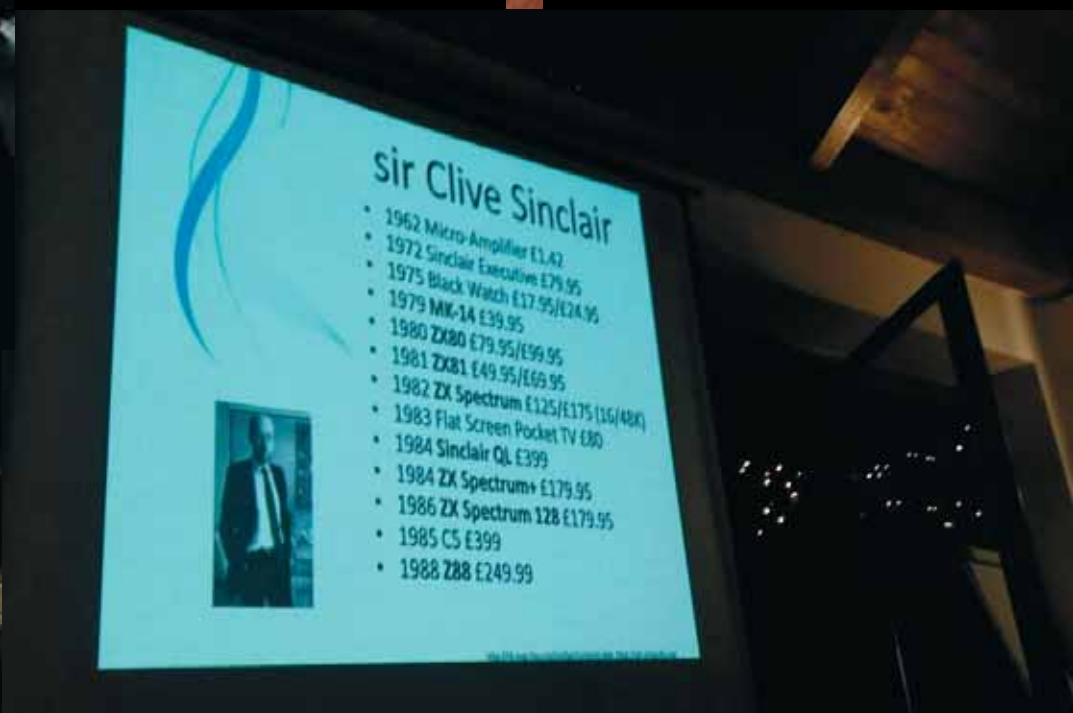 sir Clive Sinclair
• 1962 Micro-Amplifier £1.42
• 1972 Sinclair Executive £79.95
• 1975 Black Watch £17.95/£24.95
• 1979 MK-14 £39.95
• 1980 ZX80 £79.95/£99.95
• 1981 ZX81 £49.95/£69.95
• 1982 ZX Spectrum £125/£175 (16/48K)
• 1983 Flat Screen Pocket TV £80
• 1984 Sinclair QL £399
• 1984 ZX Spectrum+ £179.95
• 1986 ZX Spectrum 128 £179.95
• 1985 C5 £399
• 1988 Z88 £249.99